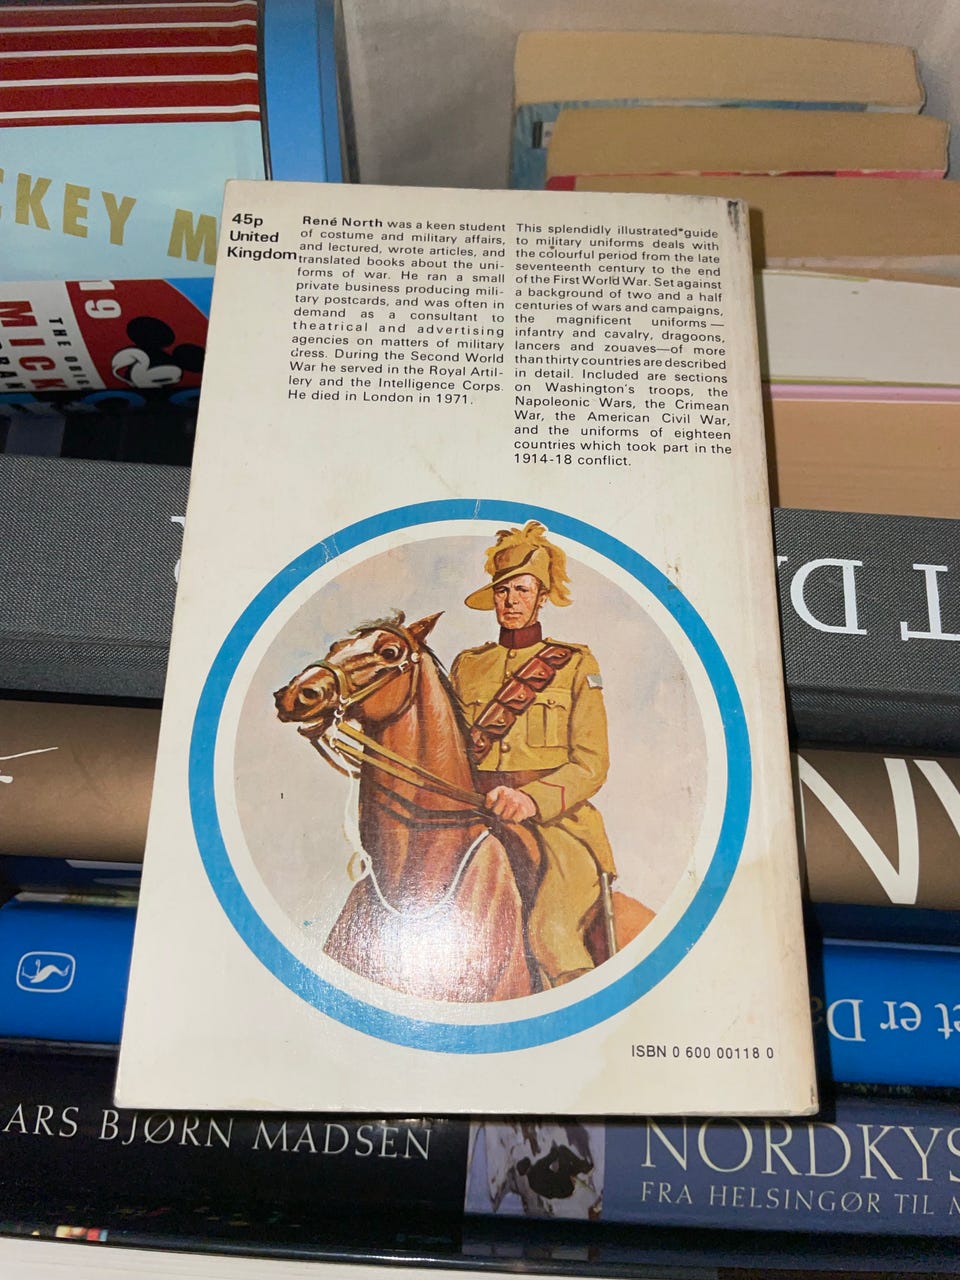 CKEY M
19
THE ORIGI
MICK
45p
United
Kingdom
René North was a keen student
of costume and military affairs,
and lectured, wrote articles, and
translated books about the uni-
forms of war. He ran a small
private business producing mili-
tary postcards, and was often in
demand as a consultant to
theatrical and advertising
agencies on matters of military
dress. During the Second World
War he served in the Royal Artil-
lery and the Intelligence Corps.
He died in London in 1971.
This splendidly illustrated guide
to military uniforms deals with
the colourful period from the late
seventeenth century to the end
of the First World War. Set against
a background of two and a half
centuries of wars and campaigns,
the magnificent uniforms —
infantry and cavalry, dragoons,
lancers and zouaves—of more
than thirty countries are described
in detail. Included are sections
on Washington's troops, the
Napoleonic Wars, the Crimean
War, the American Civil War,
and the uniforms of eighteen
countries which took part in the
1914-18 conflict.
ISBN 0 600 00118 0
T DA
et er Da
ARS BJØRN MADSEN
NORDKYS
FRA HELSINGØR TIL